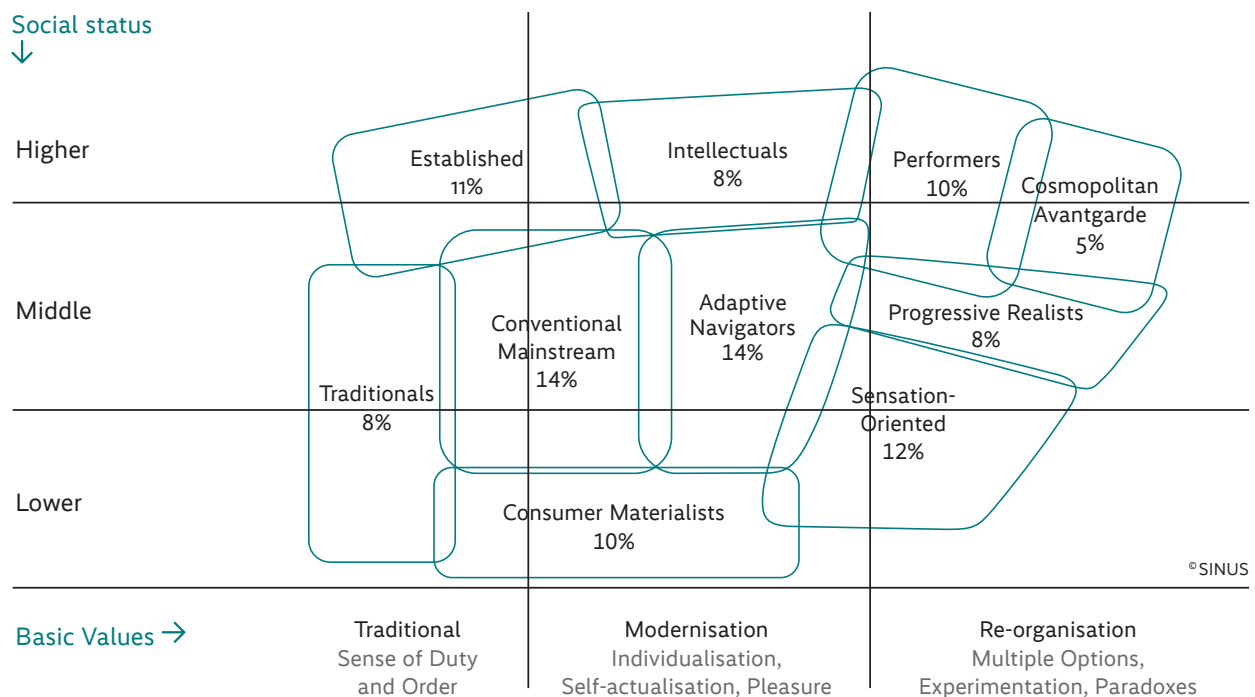 Social status
↓
Higher
Established
11%
Intellectuals
8%
Performers
10%
Cosmopolitan
Avantgarde
5%
Middle
Traditionals
8%
Conventional
Mainstream
14%
Adaptive
Navigators
14%
Progressive Realists
8%
Sensation-
Oriented
12%
Lower
Consumer Materialists
10%
©SINUS
Basic Values →
Traditional
Sense of Duty
and Order
Modernisation
Individualisation,
Self-actualisation, Pleasure
Re-organisation
Multiple Options,
Experimentation, Paradoxes